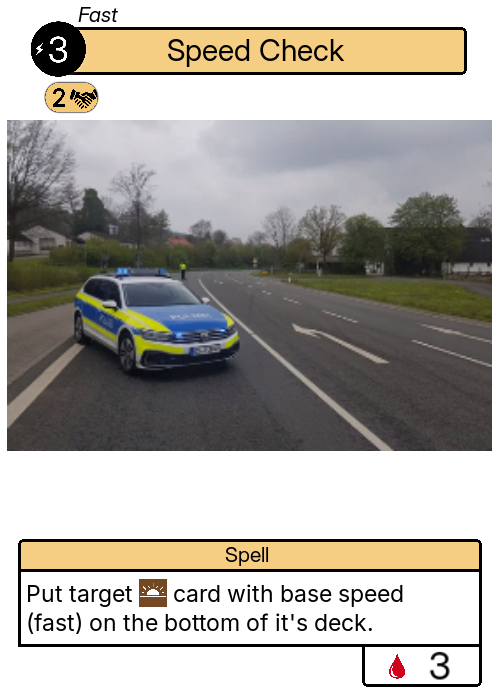 Fast
3
Speed Check
2
POLIZEI
Spell
Put target card with base speed
(fast) on the bottom of it's deck.
3